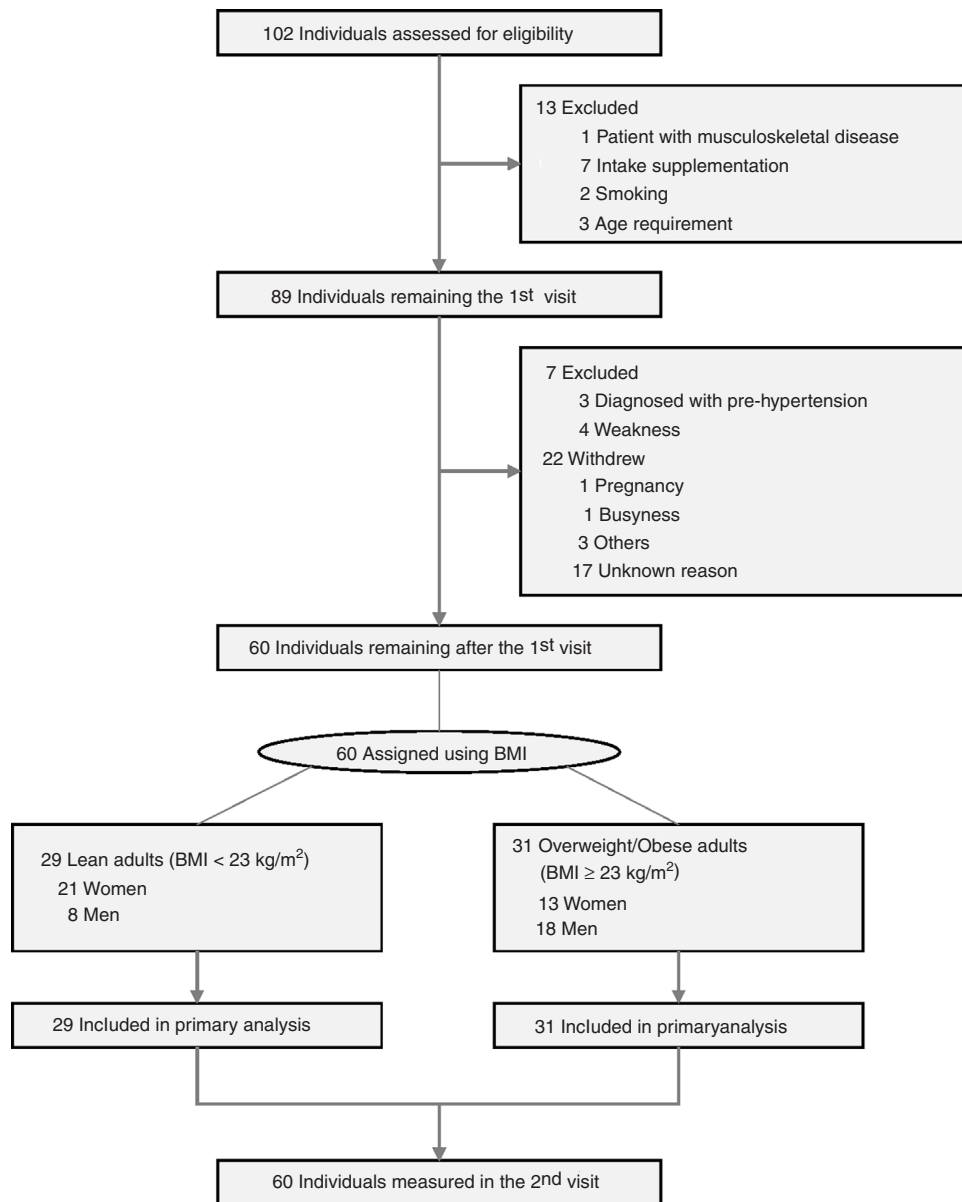 102 Individuals assessed for eligibility
13 Excluded
1 Patient with musculoskeletal disease
7 Intake supplementation
2 Smoking
3 Age requirement
89 Individuals remaining the 1st visit
7 Excluded
3 Diagnosed with pre-hypertension
4 Weakness
22 Withdrew
1 Pregnancy
1 Busyness
3 Others
17 Unknown reason
60 Individuals remaining after the 1st visit
60 Assigned using BMI
29 Lean adults (BMI < 23 kg/m²)
21 Women
8 Men
31 Overweight/Obese adults
(BMI ≥ 23 kg/m²)
13 Women
18 Men
29 Included in primary analysis
31 Included in primaryanalysis
60 Individuals measured in the 2nd visit